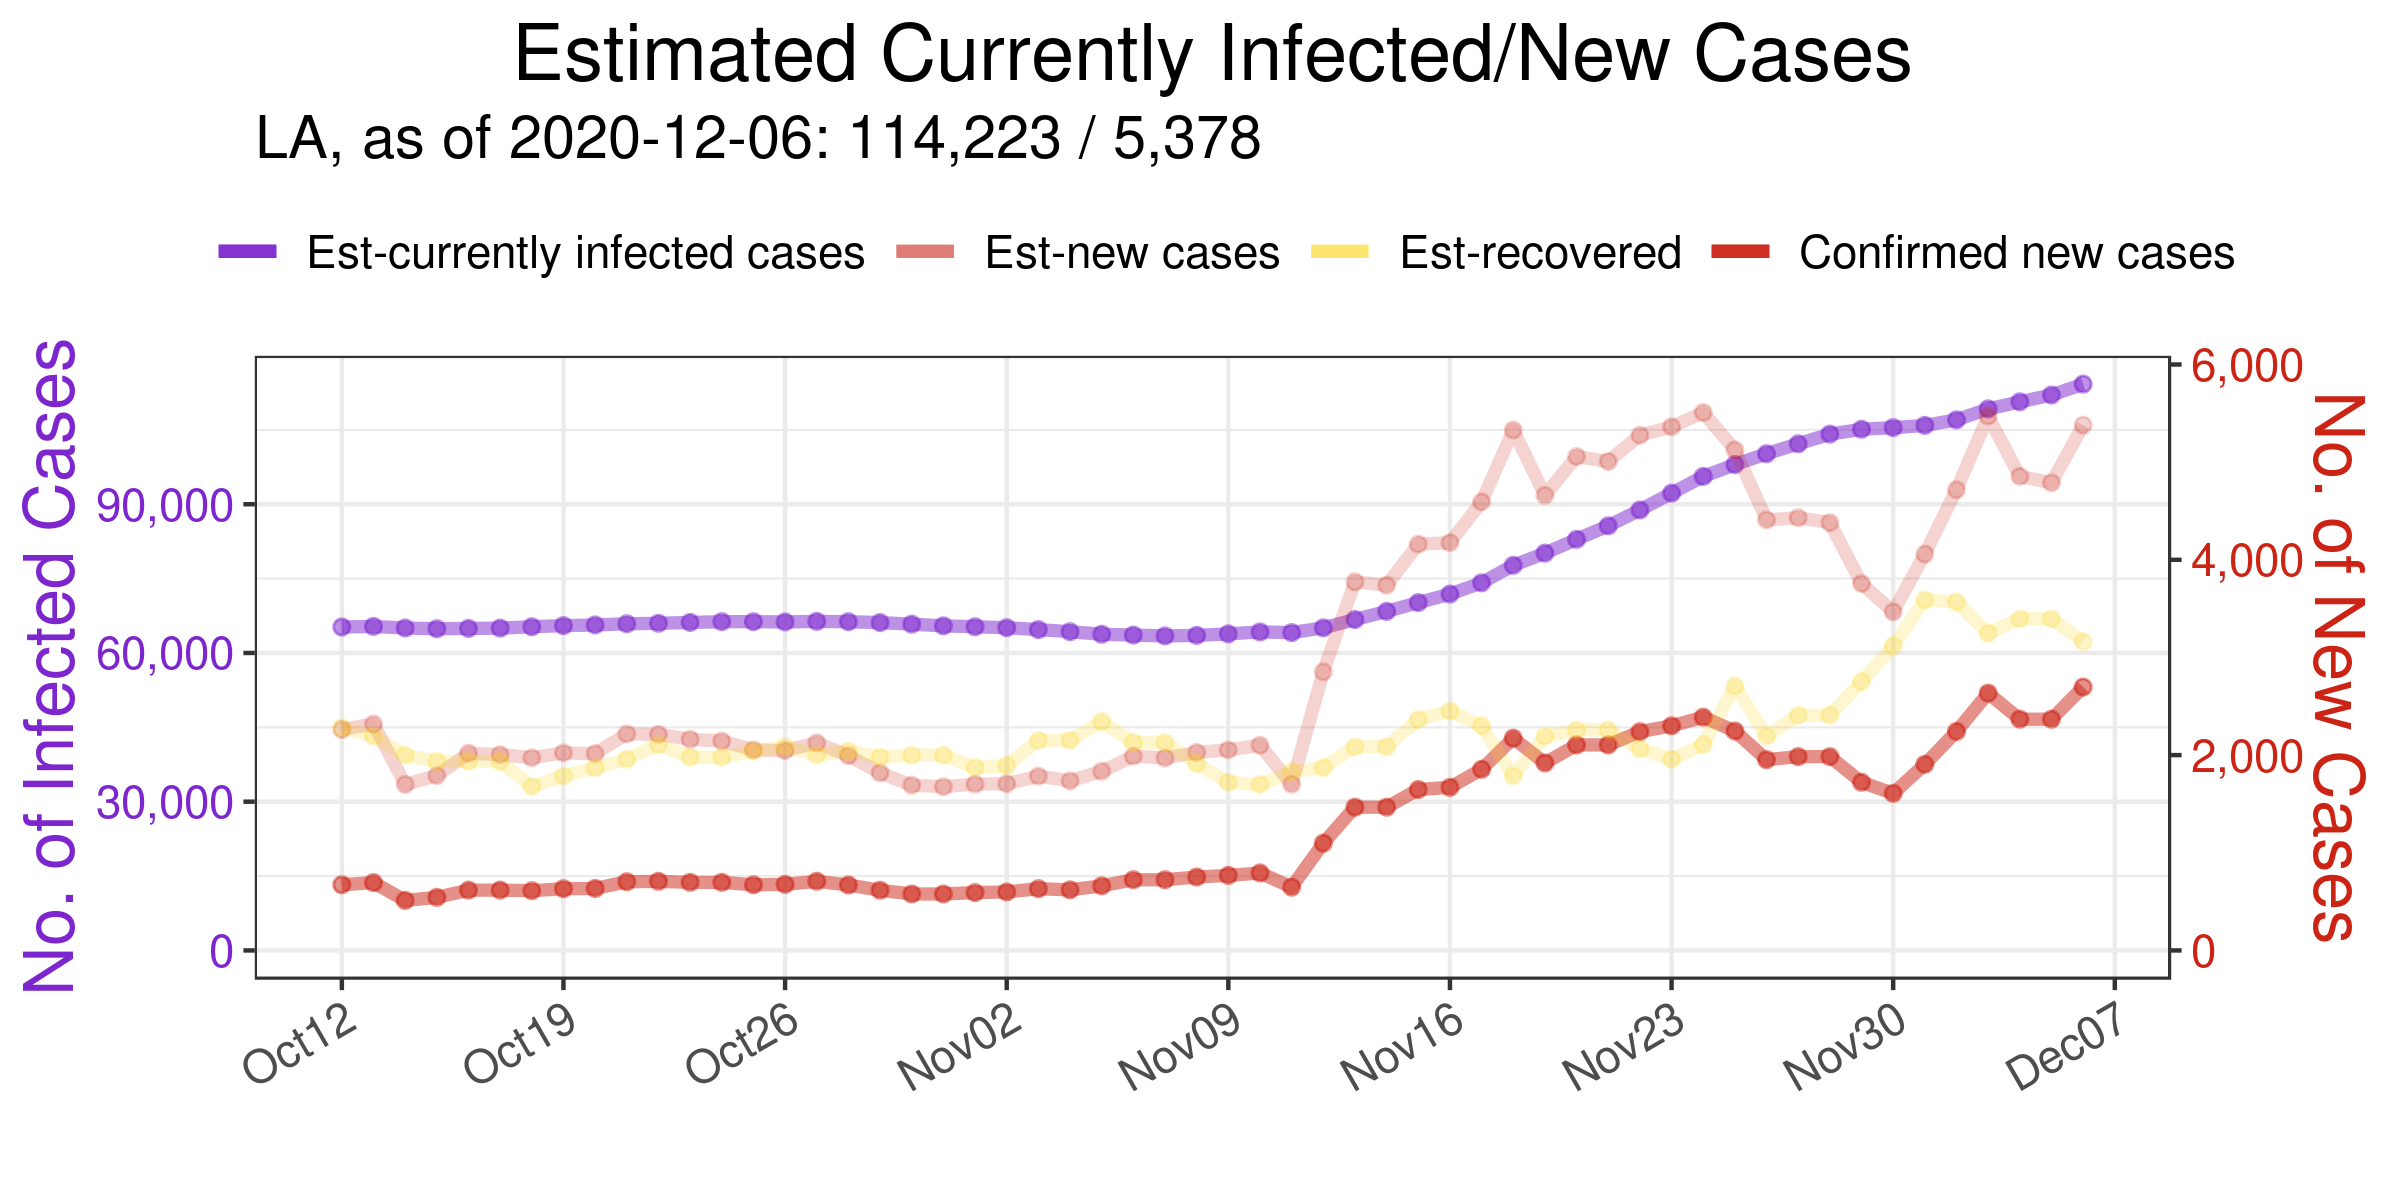 Estimated Currently Infected/New Cases
LA, as of 2020-12-06: 114,223 / 5,378
Est-currently infected cases Est-new cases Est-recovered Confirmed new cases
No. of Infected Cases
90,000
60,000
30,000
0
6,000
4,000
2,000
0
No. of New Cases
Oct12 Oct19 Oct26 Nov02 Nov09 Nov16 Nov23 Nov30 Dec07